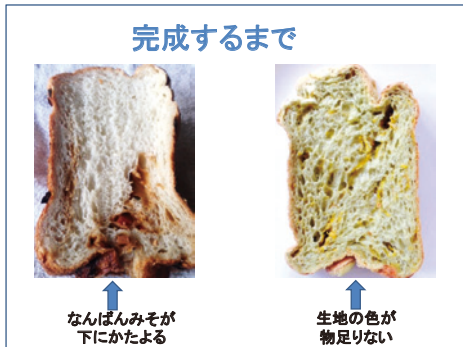 完成するまで
なんばんみそが
下にかたよる
生地の色が
物足りない